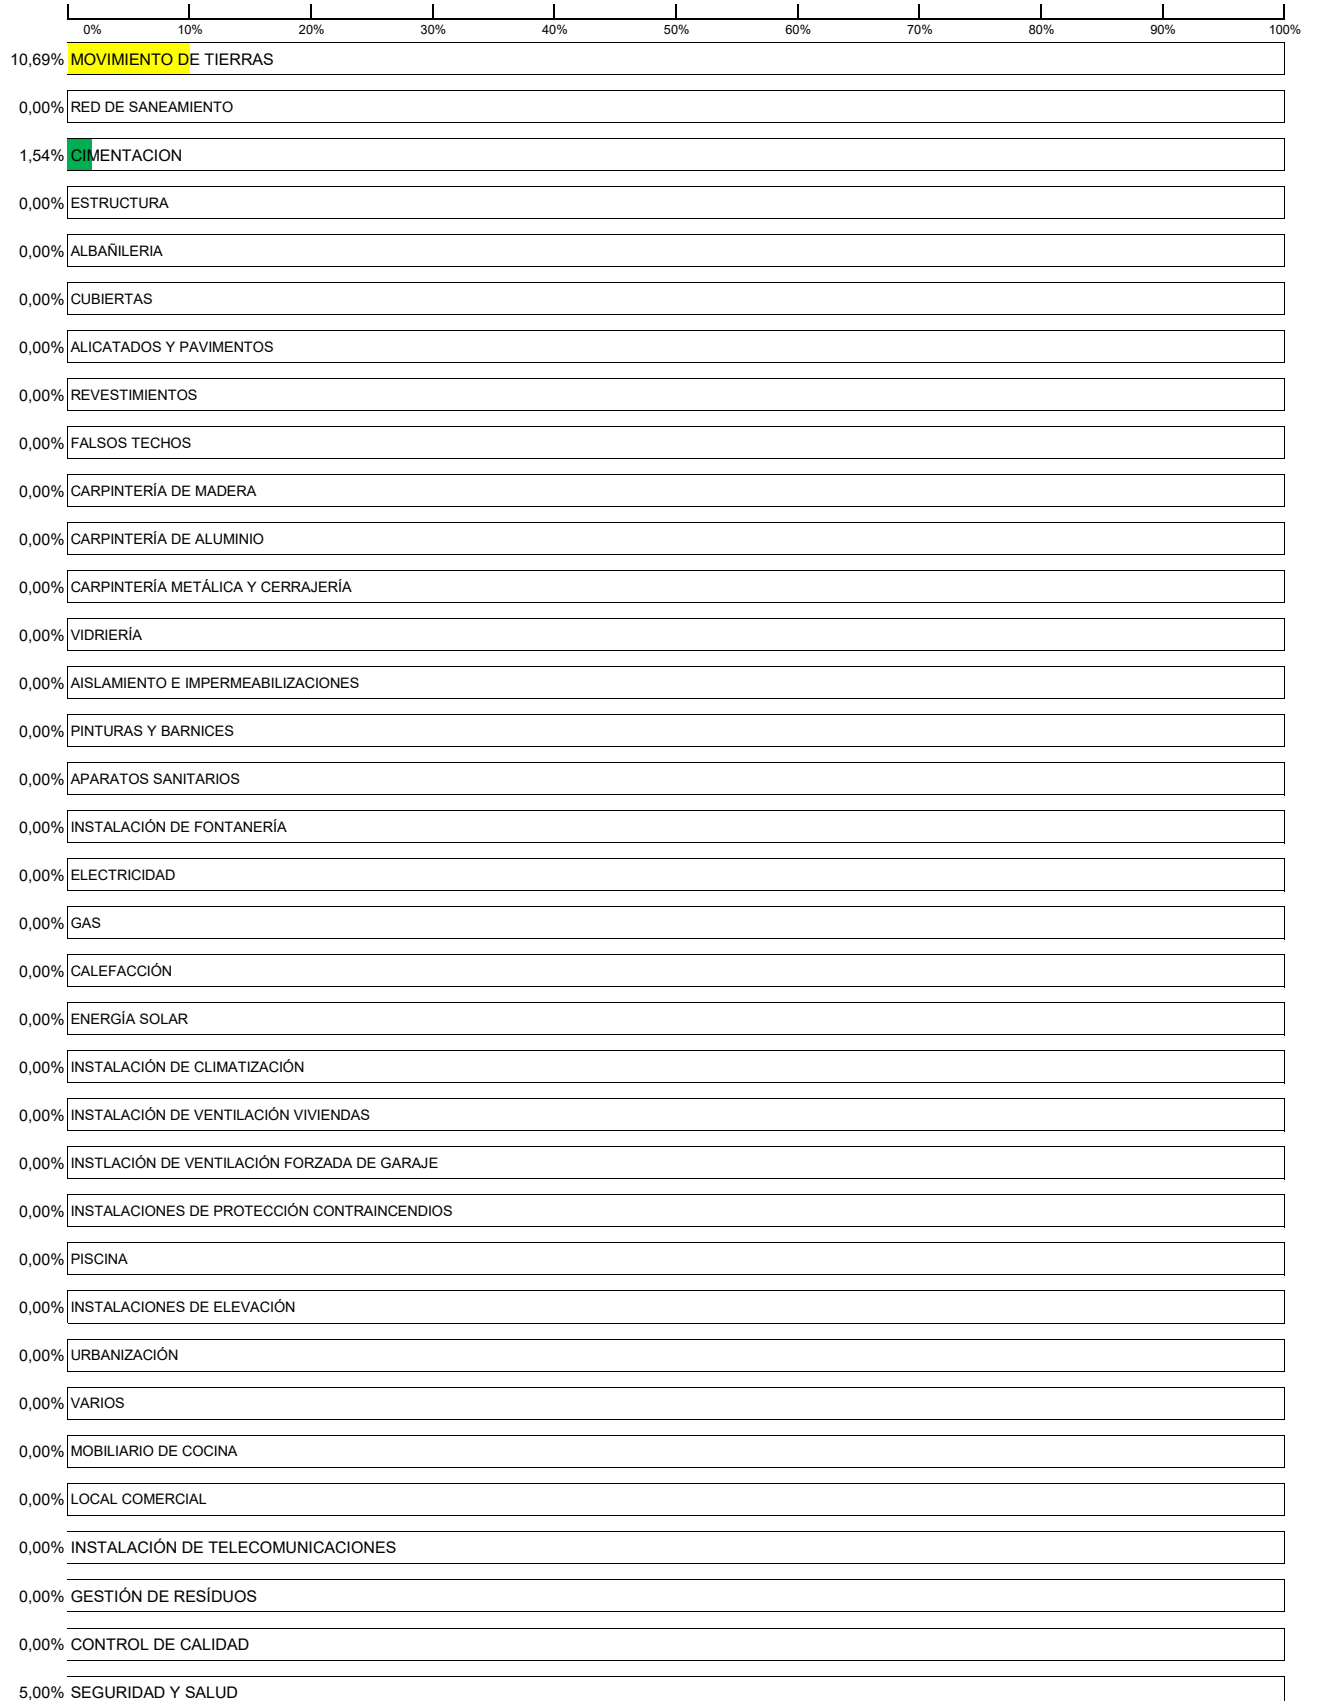 0% 10% 20% 30% 40% 50% 60% 70% 80% 90% 100%
10,69% MOVIMIENTO DE TIERRAS
0,00% RED DE SANEAMIENTO
1,54% CIMENTACION
0,00% ESTRUCTURA
0,00% ALBAÑILERIA
0,00% CUBIERTAS
0,00% ALICATADOS Y PAVIMENTOS
0,00% REVESTIMIENTOS
0,00% FALSOS TECHOS
0,00% CARPINTERÍA DE MADERA
0,00% CARPINTERÍA DE ALUMINIO
0,00% CARPINTERÍA METÁLICA Y CERRAJERÍA
0,00% VIDRIERÍA
0,00% AISLAMIENTO E IMPERMEABILIZACIONES
0,00% PINTURAS Y BARNICES
0,00% APARATOS SANITARIOS
0,00% INSTALACIÓN DE FONTANERÍA
0,00% ELECTRICIDAD
0,00% GAS
0,00% CALEFACCIÓN
0,00% ENERGÍA SOLAR
0,00% INSTALACIÓN DE CLIMATIZACIÓN
0,00% INSTALACIÓN DE VENTILACIÓN VIVIENDAS
0,00% INSTLACIÓN DE VENTILACIÓN FORZADA DE GARAJE
0,00% INSTALACIONES DE PROTECCIÓN CONTRAINCENDIOS
0,00% PISCINA
0,00% INSTALACIONES DE ELEVACIÓN
0,00% URBANIZACIÓN
0,00% VARIOS
0,00% MOBILIARIO DE COCINA
0,00% LOCAL COMERCIAL
0,00% INSTALACIÓN DE TELECOMUNICACIONES
0,00% GESTIÓN DE RESÍDUOS
0,00% CONTROL DE CALIDAD
5,00% SEGURIDAD Y SALUD